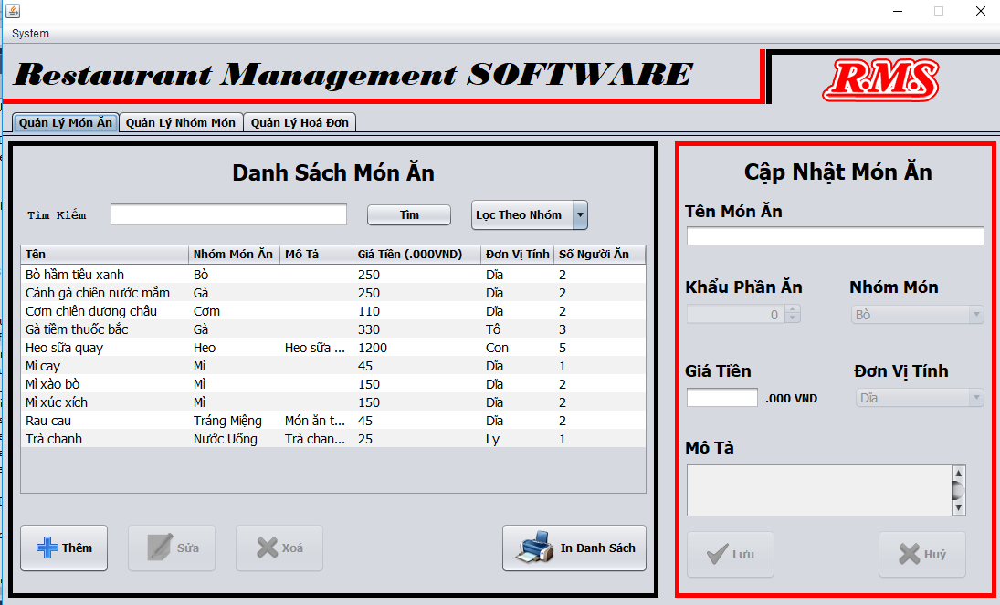 System
Restaurant Management SOFTWARE
R.M.S
Quản Lý Món Ăn Quản Lý Nhóm Món Quản Lý Hoá Đơn
Danh Sách Món Ăn
Tìm Kiếm Tìm Lọc Theo Nhóm
Tên Nhóm Món Ăn Mô Tả Giá Tiền (.000VND) Đơn Vị Tính Số Người Ăn
Bò hầm tiêu xanh Bò 250 Dĩa 2
Cánh gà chiên nước mắm Gà 250 Dĩa 2
Cơm chiên dương châu Cơm 110 Dĩa 2
Gà tiềm thuốc bắc Gà 330 Tô 3
Heo sữa quay Heo Heo sữa ... 1200 Con 5
Mì cay Mì 45 Dĩa 1
Mì xào bò Mì 150 Dĩa 2
Mì xúc xích Mì 150 Dĩa 2
Rau cau Tráng Miệng Món ăn t... 45 Dĩa 2
Trà chanh Nước Uống Trà chan... 25 Ly 1
Thêm Sửa Xoá In Danh Sách
Cập Nhật Món Ăn
Tên Món Ăn
Khẩu Phần Ăn Nhóm Món
0 Bò
Giá Tiền Đơn Vị Tính
.000 VND Dĩa
Mô Tả
Lưu Huỷ